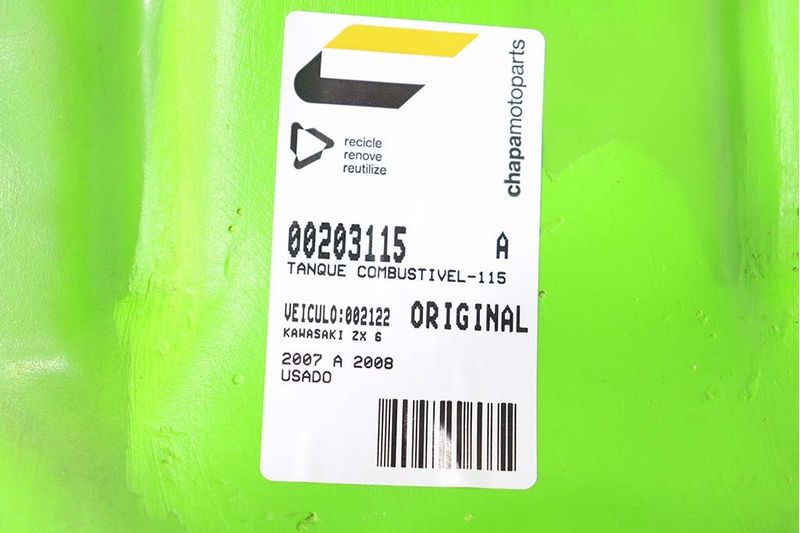 chapamotoparts
recicle
renove
reutilize
00203115 A
TANQUE COMBUSTIVEL-115
VEICULO:002122 ORIGINAL
KAWASAKI ZX 6
2007 A 2008
USADO